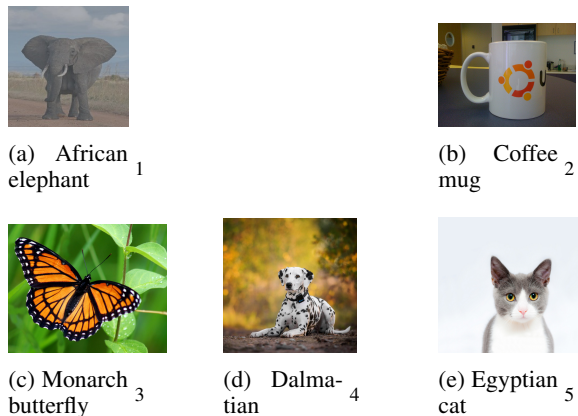 (a) African
elephant 1
U
(b) Coffee
mug 2
(c) Monarch
butterfly 3
(d) Dalma-
tian 4
(e) Egyptian
cat 5